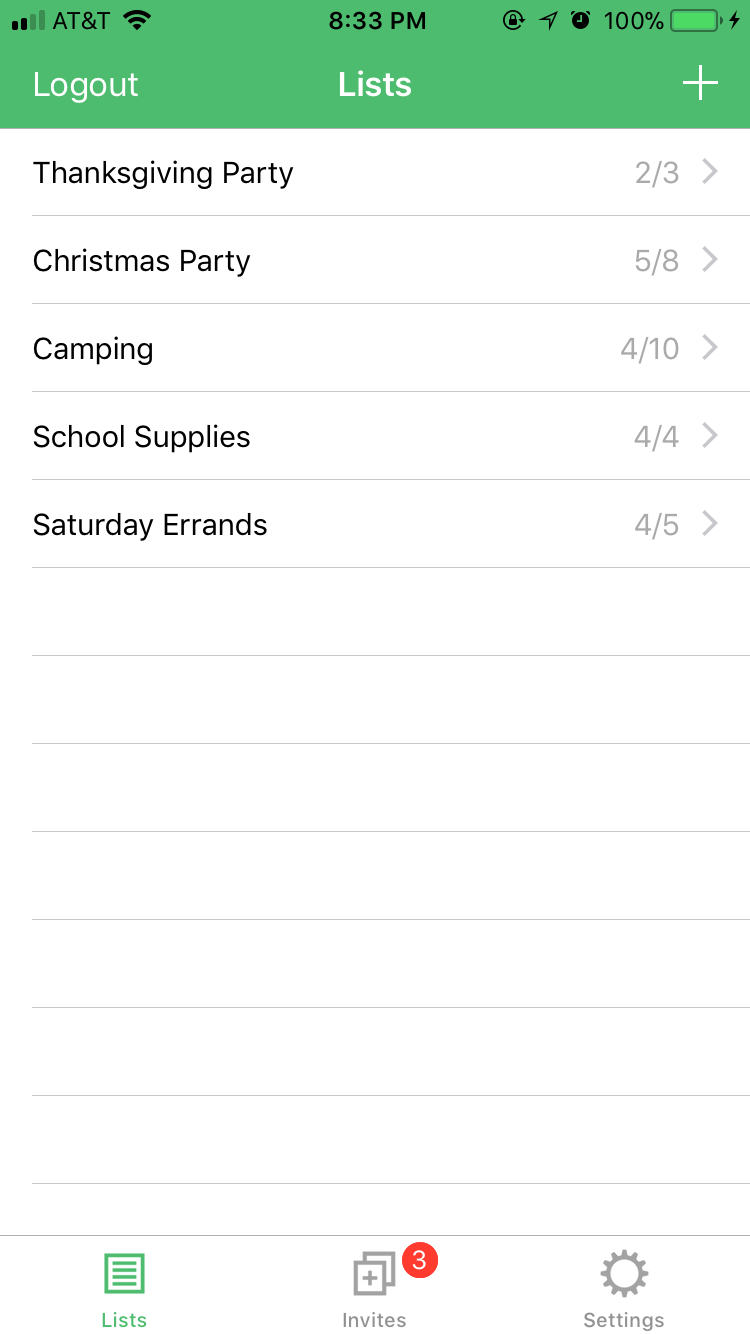 AT&T 8:33 PM 100%
Logout Lists
Thanksgiving Party 2/3
Christmas Party 5/8
Camping 4/10
School Supplies 4/4
Saturday Errands 4/5
3
Lists Invites Settings